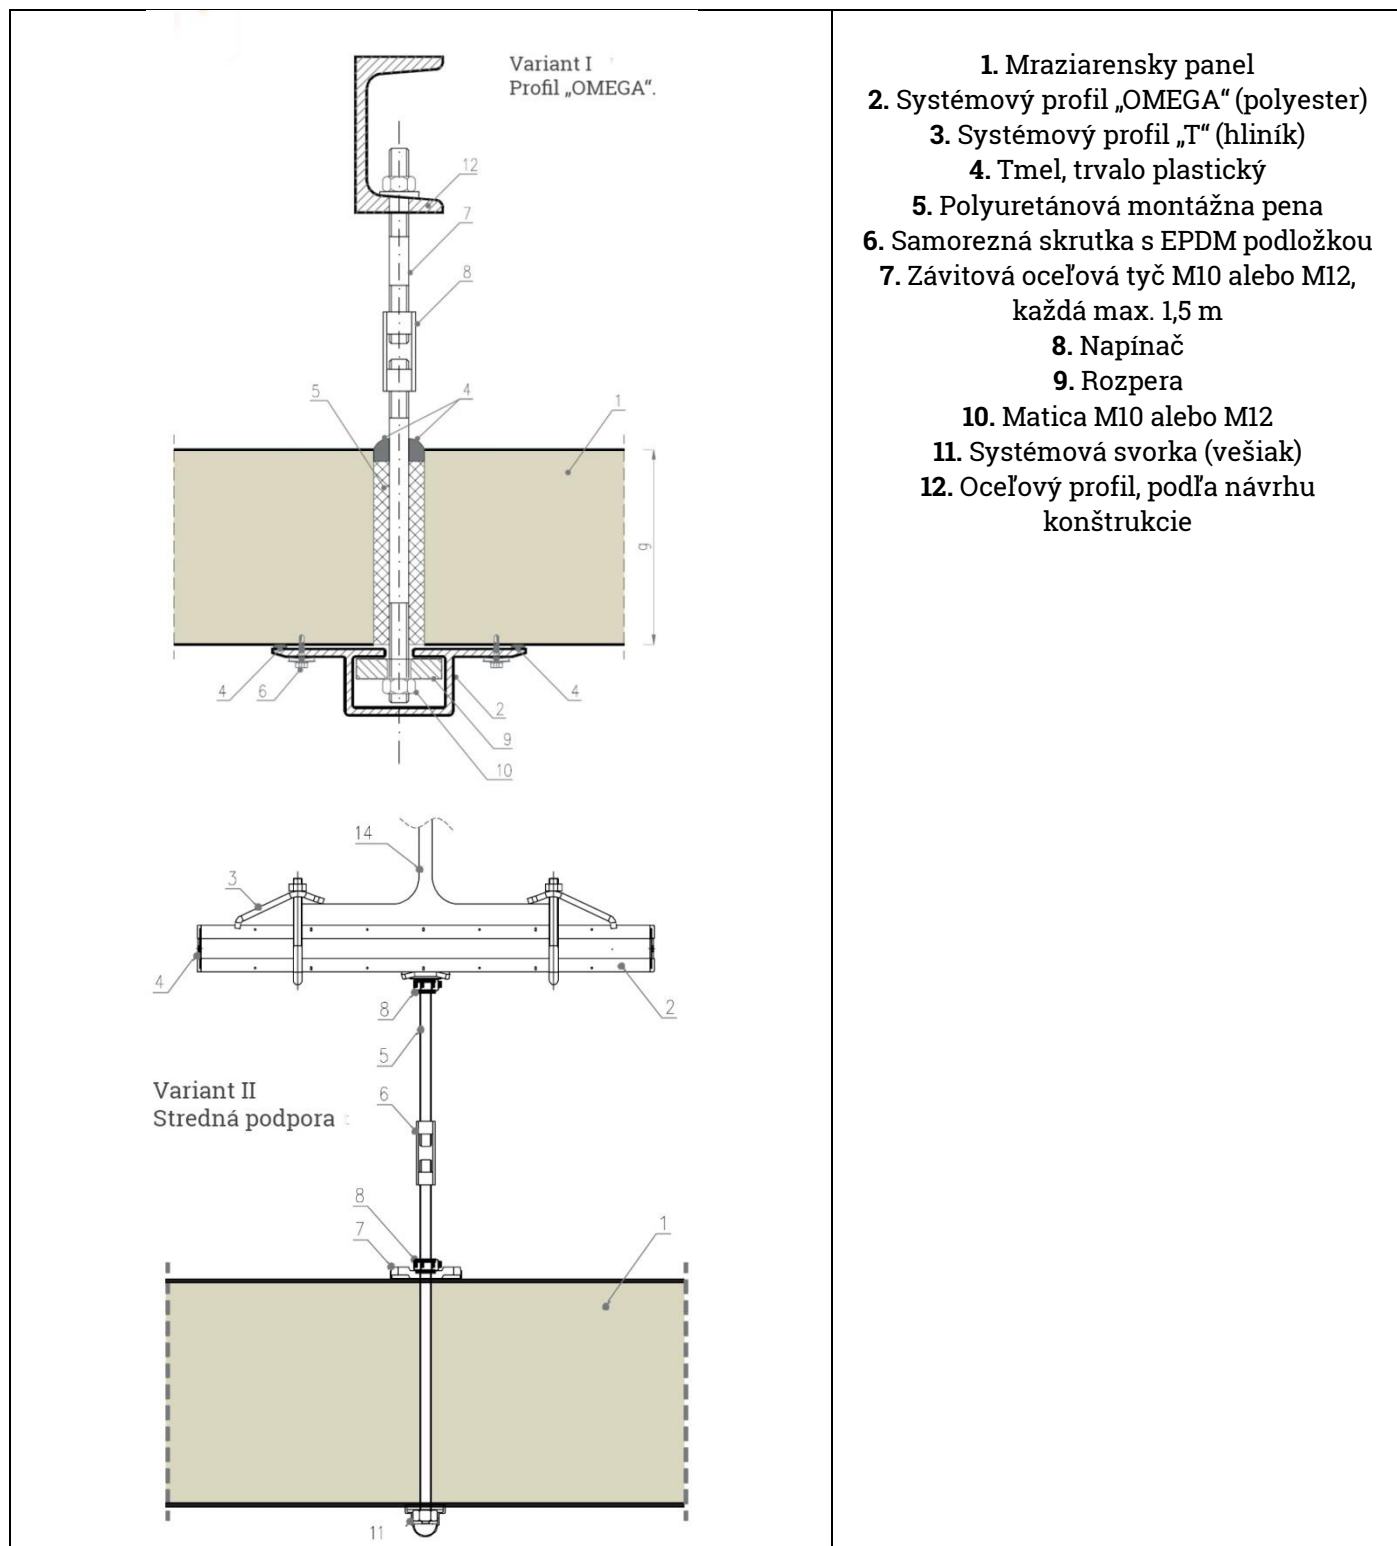 Variant I
Profil „OMEGA“.
12
7
8
5
4
1
g
4
6
2
4
9
10
14
3
4
8
2
5
Variant II
Stredná podpora
6
8
7
1
11
1. Mraziarensky panel
2. Systémový profil „OMEGA“ (polyester)
3. Systémový profil „T“ (hliník)
4. Tmel, trvalo plastický
5. Polyuretánová montážna pena
6. Samorezná skrutka s EPDM podložkou
7. Závitová oceľová tyč M10 alebo M12,
každá max. 1,5 m
8. Napínač
9. Rozpera
10. Matica M10 alebo M12
11. Systémová svorka (vešiak)
12. Oceľový profil, podľa návrhu
konštrukcie